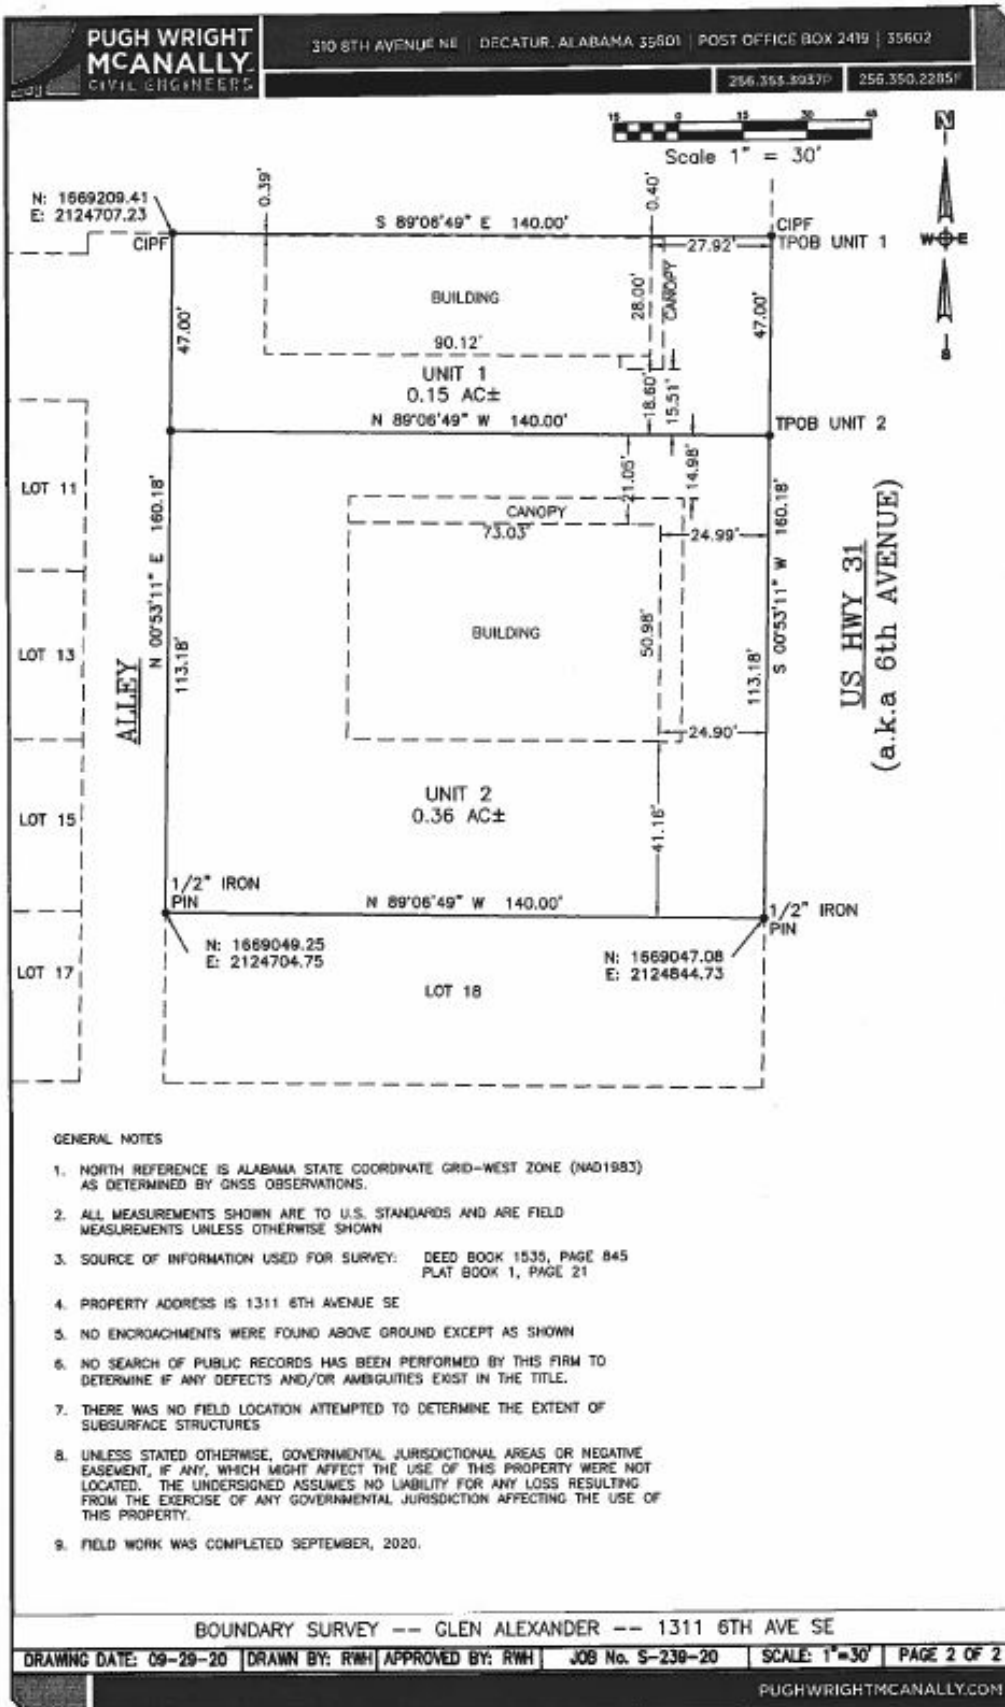 PUGH WRIGHT
MCANALLY
CIVIL ENGINEERS
310 8TH AVENUE NE | DECATUR, ALABAMA 35601 | POST OFFICE BOX 2419 | 35602
256.353.3937P
256.350.2285F
15 0 15 30 45
Scale 1" = 30'
N
W E
S
N: 1669209.41
E: 2124707.23
CIPF
0.39'
S 89°06'49" E 140.00'
0.40'
CIPF
TPOB UNIT 1
27.92'
47.00'
BUILDING
28.00'
CANOPY
47.00'
90.12'
UNIT 1
0.15 AC±
18.60'
15.51'
N 89°06'49" W 140.00'
TPOB UNIT 2
LOT 11
N 00°53'11" E 160.18'
21.05'
14.98'
CANOPY
73.03'
24.99'
S 00°53'11" W 160.18'
US HWY 31
(a.k.a 6th AVENUE)
LOT 13
BUILDING
50.98'
113.18'
113.18'
ALLEY
24.90'
LOT 15
UNIT 2
0.36 AC±
41.18'
1/2" IRON
PIN
N 89°06'49" W 140.00'
1/2" IRON
PIN
N: 1669049.25
E: 2124704.75
N: 1669047.08
E: 2124844.73
LOT 17
LOT 18
GENERAL NOTES
1. NORTH REFERENCE IS ALABAMA STATE COORDINATE GRID-WEST ZONE (NAD1983)
AS DETERMINED BY GNSS OBSERVATIONS.
2. ALL MEASUREMENTS SHOWN ARE TO U.S. STANDARDS AND ARE FIELD
MEASUREMENTS UNLESS OTHERWISE SHOWN
3. SOURCE OF INFORMATION USED FOR SURVEY: DEED BOOK 1535, PAGE 845
PLAT BOOK 1, PAGE 21
4. PROPERTY ADDRESS IS 1311 6TH AVENUE SE
5. NO ENCROACHMENTS WERE FOUND ABOVE GROUND EXCEPT AS SHOWN
6. NO SEARCH OF PUBLIC RECORDS HAS BEEN PERFORMED BY THIS FIRM TO
DETERMINE IF ANY DEFECTS AND/OR AMBIGUITIES EXIST IN THE TITLE.
7. THERE WAS NO FIELD LOCATION ATTEMPTED TO DETERMINE THE EXTENT OF
SUBSURFACE STRUCTURES
8. UNLESS STATED OTHERWISE, GOVERNMENTAL JURISDICTIONAL AREAS OR NEGATIVE
EASEMENT, IF ANY, WHICH MIGHT AFFECT THE USE OF THIS PROPERTY WERE NOT
LOCATED. THE UNDERSIGNED ASSUMES NO LIABILITY FOR ANY LOSS RESULTING
FROM THE EXERCISE OF ANY GOVERNMENTAL JURISDICTION AFFECTING THE USE OF
THIS PROPERTY.
9. FIELD WORK WAS COMPLETED SEPTEMBER, 2020.
BOUNDARY SURVEY -- GLEN ALEXANDER -- 1311 6TH AVE SE
DRAWING DATE: 09-29-20 DRAWN BY: RWH APPROVED BY: RWH JOB No. S-239-20 SCALE: 1"=30' PAGE 2 OF 2
PUGHWRIGHTMCANALLY.COM